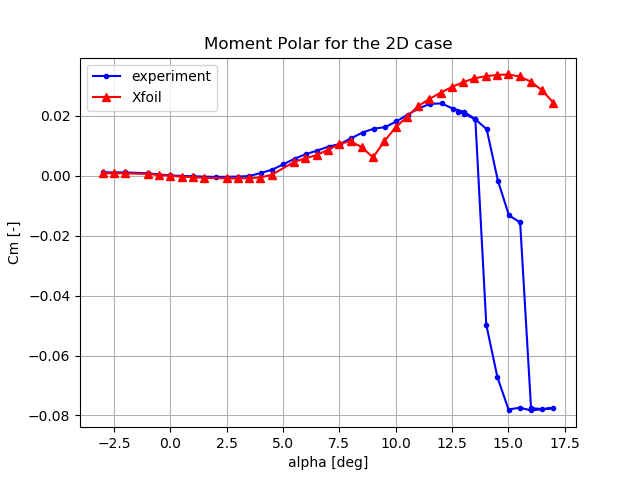 Moment Polar for the 2D case
experiment
Xfoil
Cm [-]
0.02
0.00
−0.02
−0.04
−0.06
−0.08
−2.5 0.0 2.5 5.0 7.5 10.0 12.5 15.0 17.5
alpha [deg]